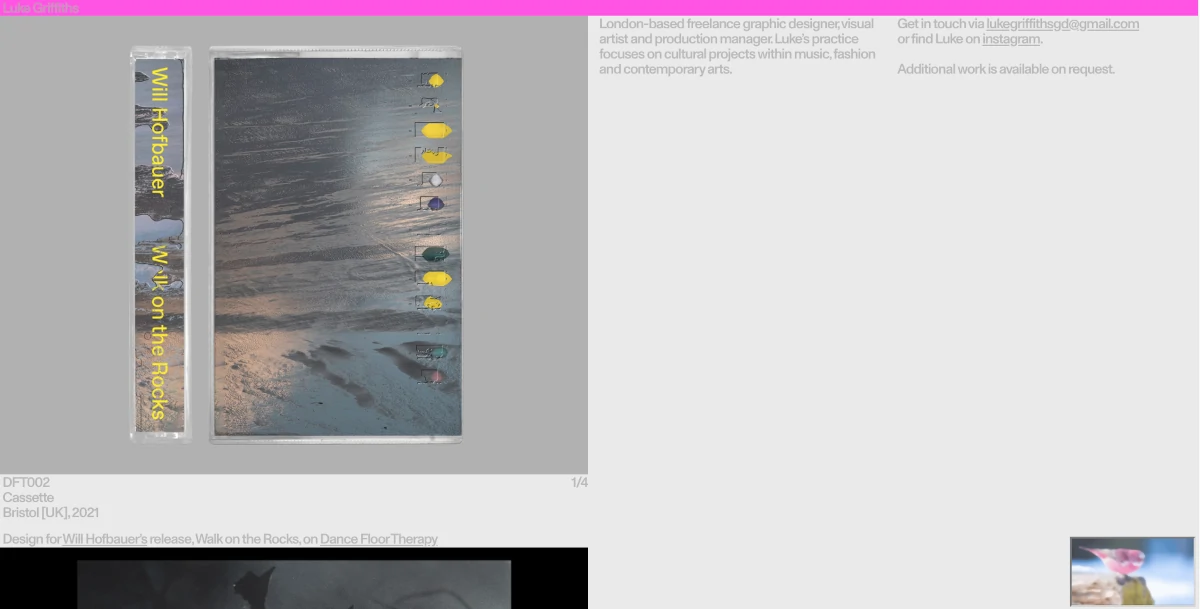 Luke Griffiths
London-based freelance graphic designer, visual
artist and production manager. Luke's practice
focuses on cultural projects within music, fashion
and contemporary arts.
Get in touch via lukegriffithsgd@gmail.com
or find Luke on instagram.
Additional work is available on request.
Will Hofbauer Walk on the Rocks
DFT002
1/4
Cassette
Bristol [UK], 2021
Design for Will Hofbauer's release, Walk on the Rocks, on Dance Floor Therapy